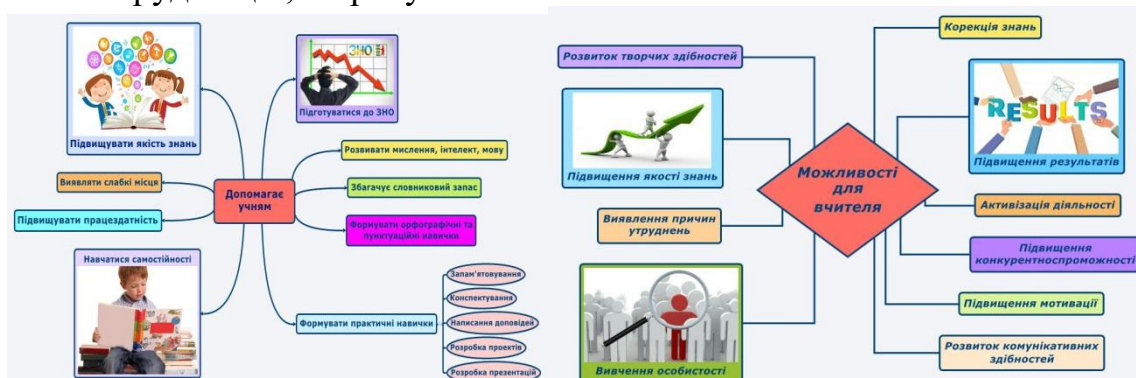 Підвищувати якість знань
ЗНО
Підготуватися до ЗНО
Виявляти слабкі місця
Підвищувати працездатність
Навчатися самостійності
Допомагає
учням
Розвивати мислення, інтелект, мову
Збагачує словниковий запас
Формувати орфографічні та
пунктуаційні навички
Формувати практичні навички
Запам'ятовування
Конспектування
Написання доповідей
Розробка проектів
Розробка презентацій
Розвиток творчих здібностей
Підвищення якості знань
Виявлення причин
утруднень
Вивчення особистості
Можливості
для
вчителя
Корекція знань
RESULTS
Підвищення результатів
Активізація діяльності
Підвищення
конкурентноспроможності
Підвищення мотивації
Розвиток комунікативних
здібностей